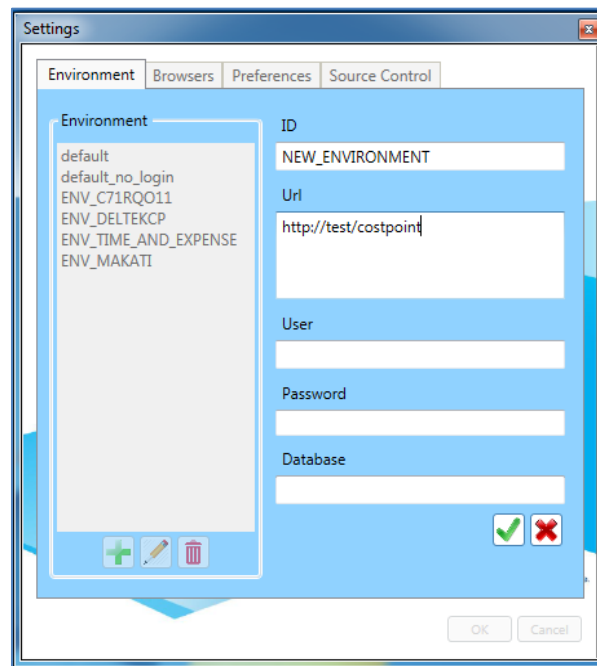 Settings
Environment Browsers Preferences Source Control
Environment
default
default_no_login
ENV_C71RQO11
ENV_DELTEKCP
ENV_TIME_AND_EXPENSE
ENV_MAKATI
ID
NEW_ENVIRONMENT
Url
http://test/costpoint
User
Password
Database
OK Cancel